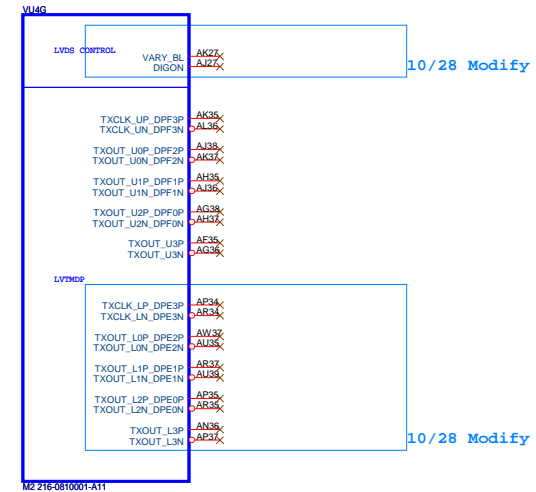 VU4G
LVDS CONTROL
VARY_BL AK27
DIGON AJ27
10/28 Modify
TXCLK_UP_DPF3P AK35
TXCLK_UN_DPF3N AL36
TXOUT_U0P_DPF2P AJ38
TXOUT_U0N_DPF2N AK37
TXOUT_U1P_DPF1P AH35
TXOUT_U1N_DPF1N AJ36
TXOUT_U2P_DPF0P AG38
TXOUT_U2N_DPF0N AH37
TXOUT_U3P AF35
TXOUT_U3N AG36
LVTMDP
TXCLK_LP_DPE3P AP34
TXCLK_LN_DPE3N AR34
TXOUT_L0P_DPE2P AW37
TXOUT_L0N_DPE2N AU35
TXOUT_L1P_DPE1P AR37
TXOUT_L1N_DPE1N AU39
TXOUT_L2P_DPE0P AP35
TXOUT_L2N_DPE0N AR35
TXOUT_L3P AN36
TXOUT_L3N AP37
10/28 Modify
M2 216-0810001-A11